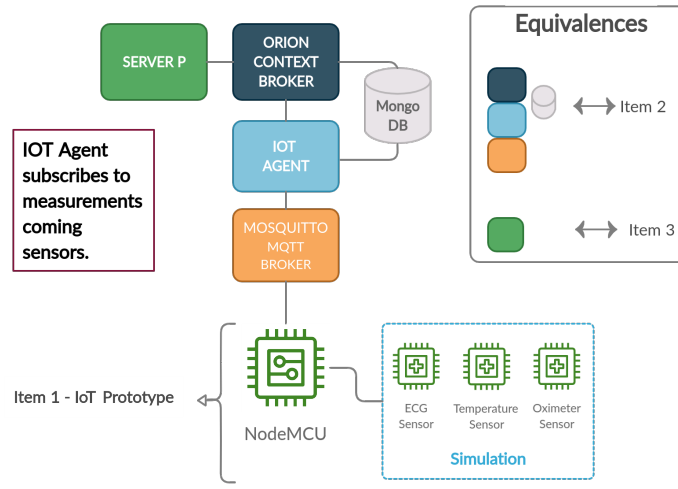 SERVER P
ORION
CONTEXT
BROKER
Mongo
DB
IOT
AGENT
IOT Agent
subscribes to
measurements
coming
sensors.
MOSQUITTO
MQTT
BROKER
Equivalences
Item 2
Item 3
Item 1 - IoT Prototype
NodeMCU
ECG
Sensor
Temperature
Sensor
Oximeter
Sensor
Simulation